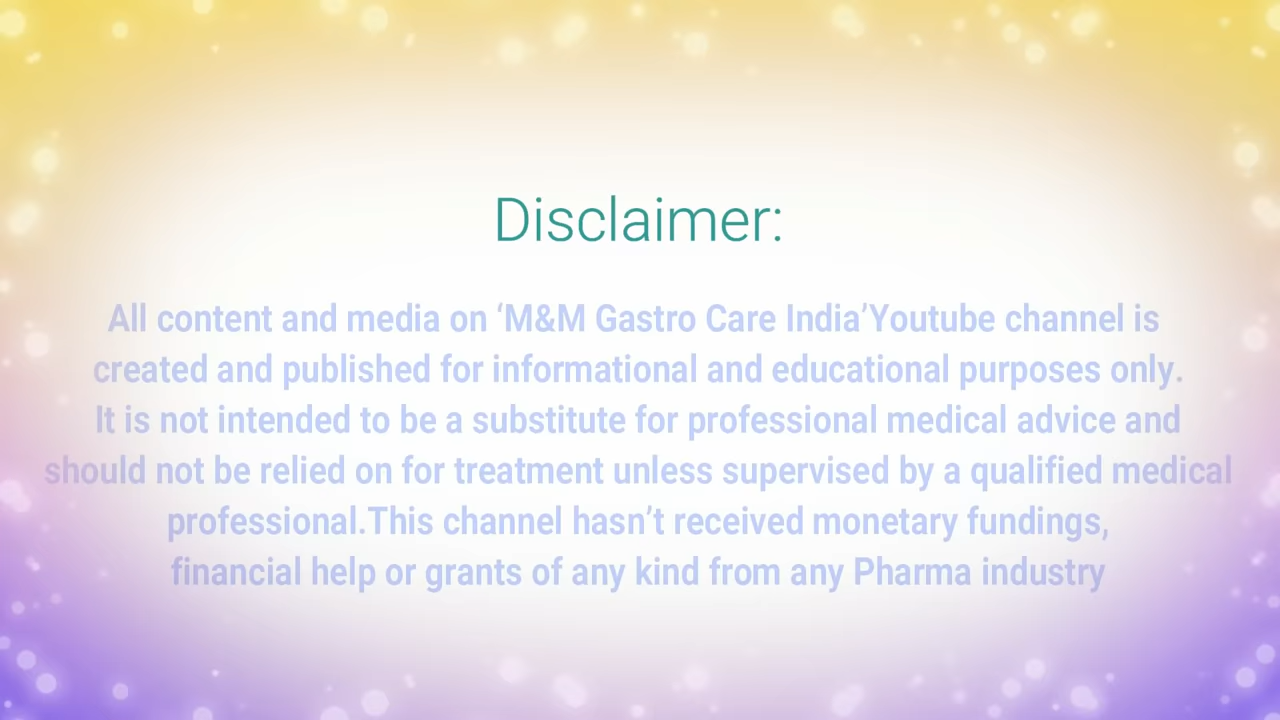 Disclaimer:
All content and media on ‘M&M Gastro Care India’Youtube channel is
created and published for informational and educational purposes only.
It is not intended to be a substitute for professional medical advice and
should not be relied on for treatment unless supervised by a qualified medical
professional.This channel hasn’t received monetary fundings,
financial help or grants of any kind from any Pharma industry